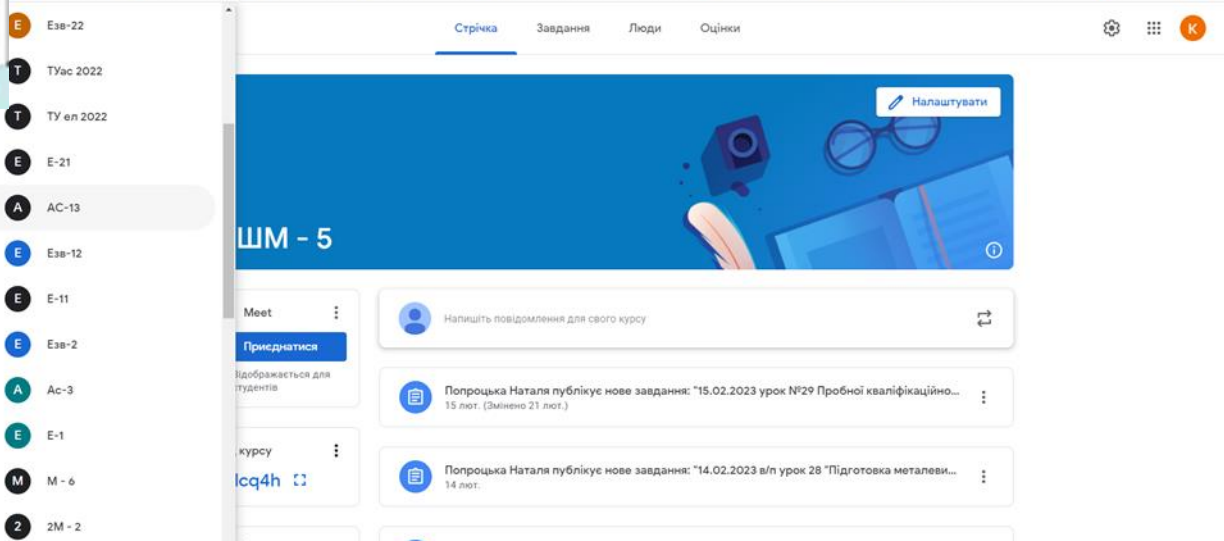 Е Езв-22
Т ТУас 2022
Т ТУ ел 2022
Е Е-21
А АС-13
Е Езв-12
Е Е-11
Е Езв-2
А Ас-3
Е Е-1
М М - 6
2 2М - 2
Стрічка Завдання Люди Оцінки
К
Налаштувати
ШМ - 5
Meet
Приєднатися
Відображається для
студентів
курсу
lcq4h
Напишіть повідомлення для свого курсу
Попроцька Наталя публікує нове завдання: "15.02.2023 урок №29 Пробної кваліфікаційно...
15 лют. (Змінено 21 лют.)
Попроцька Наталя публікує нове завдання: "14.02.2023 в/п урок 28 "Підготовка металеви...
14 лют.